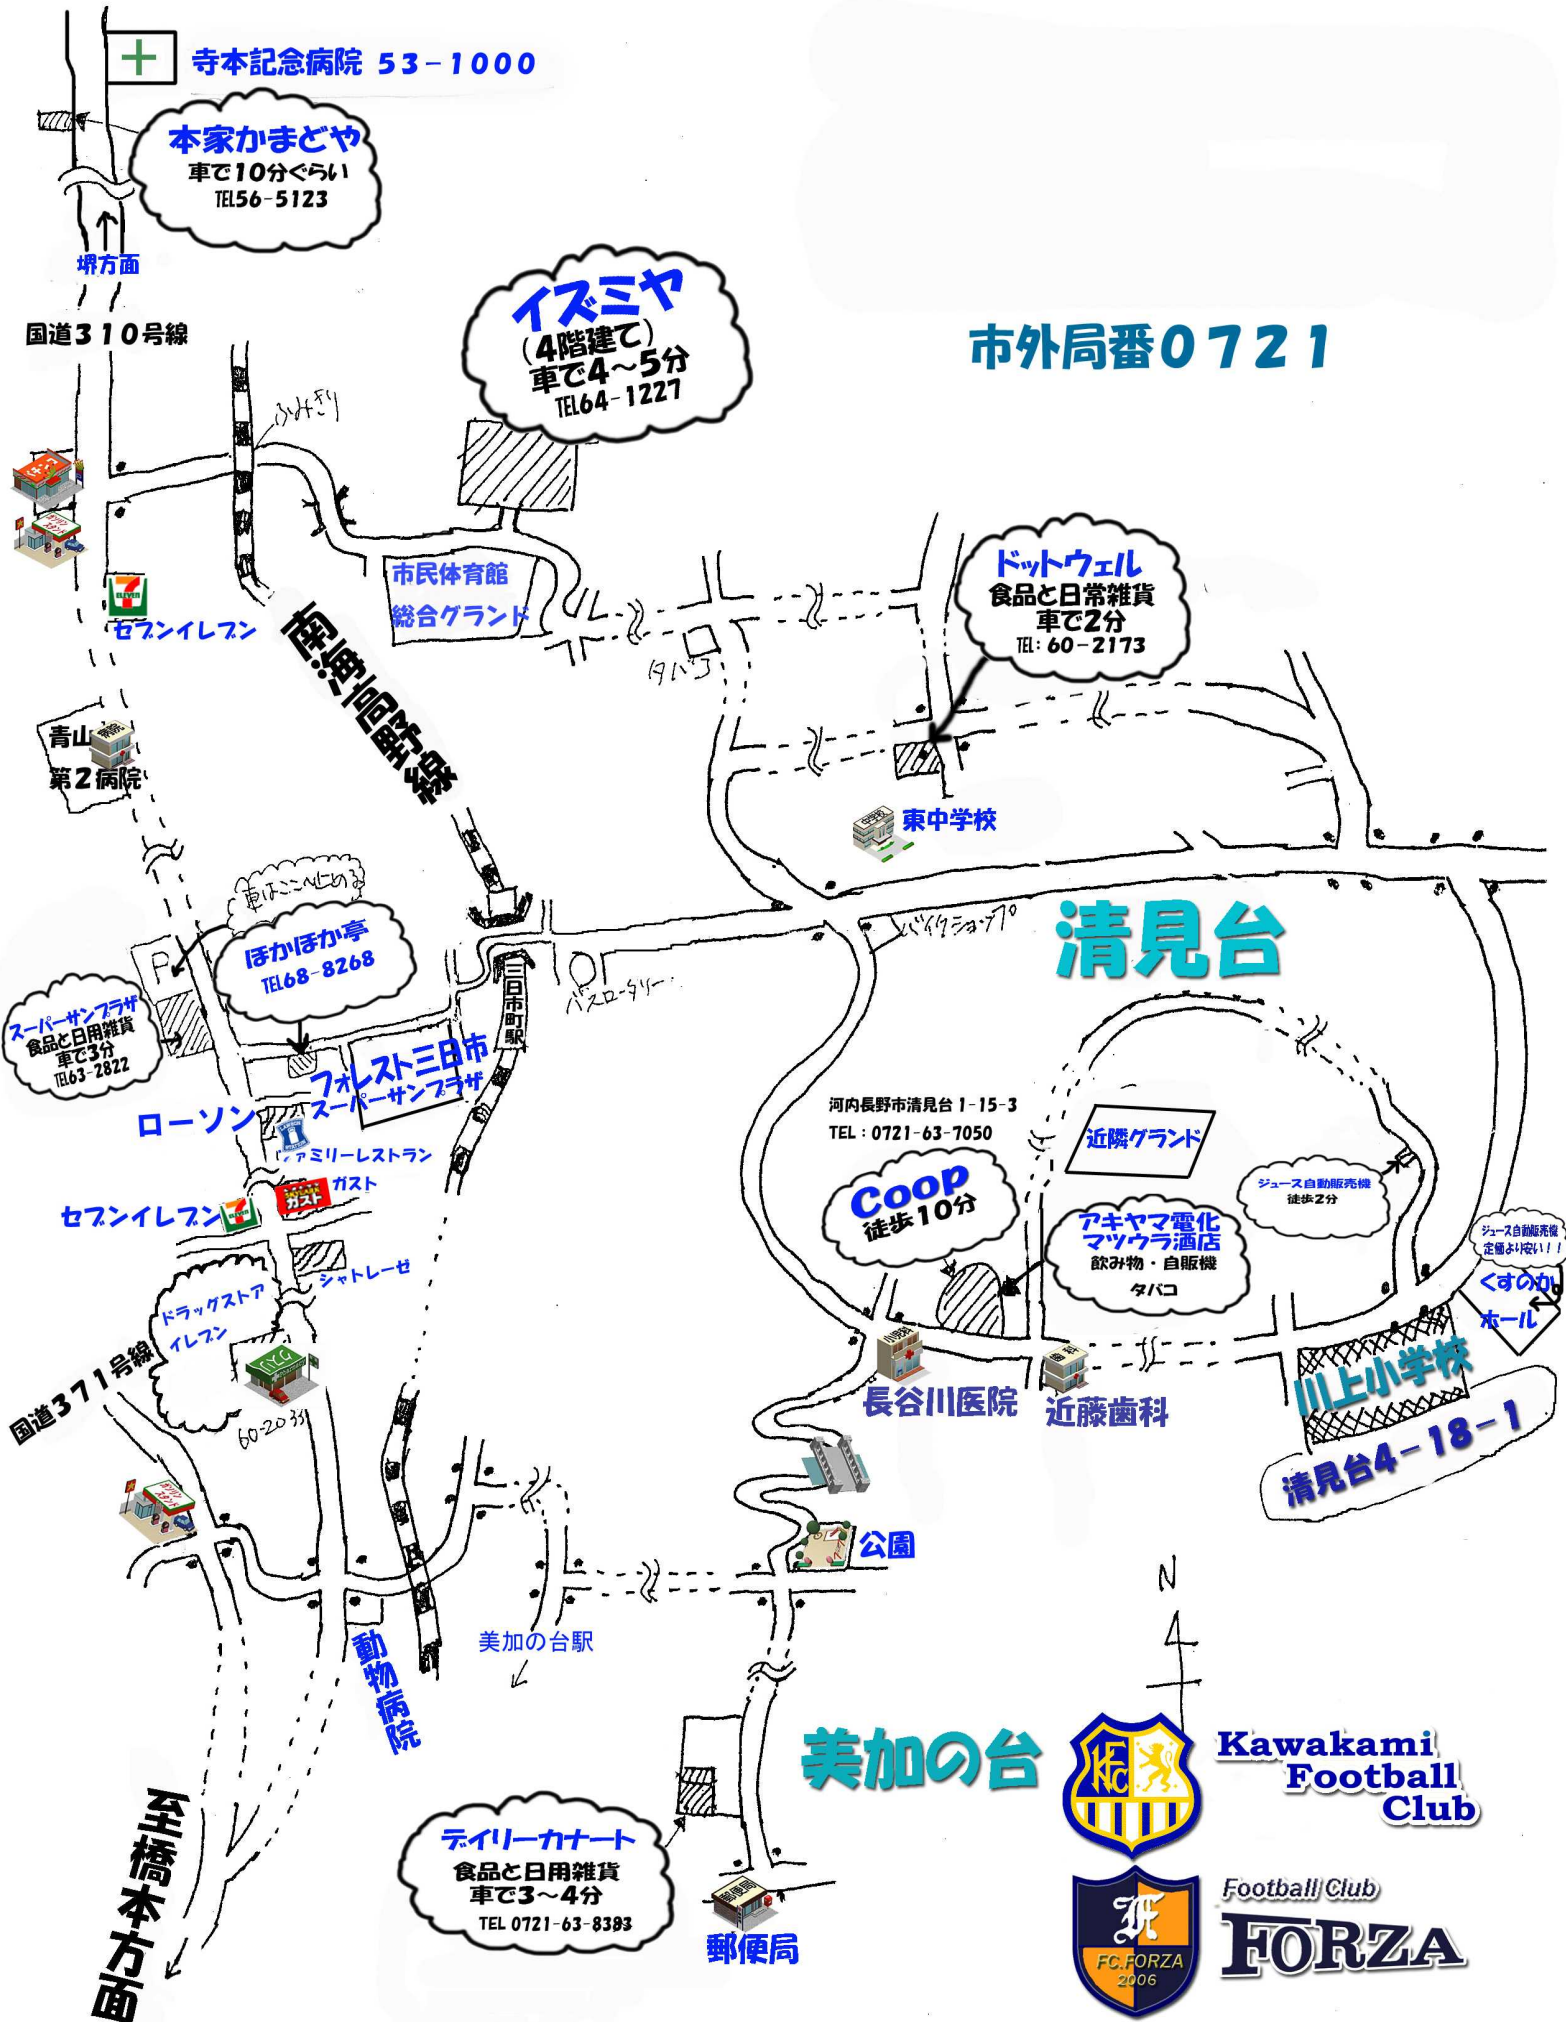 寺本記念病院 53-1000
本家かまどや
車で10分ぐらい
TEL56-5123
堺方面
国道310号線
イズミヤ
(4階建て)
車で4~5分
TEL64-1227
市外局番0721
ふみきり
市民体育館
総合グランド
セブンイレブン
南海高野線
タバコ
ドットウェル
食品と日常雑貨
車で2分
TEL: 60-2173
青山
病院
第2病院
中学校
東中学校
車はここへ止める
ほかほか亭
TEL68-8268
P
バイクショップ
清見台
スーパーサンプラザ
食品と日用雑貨
車で3分
TEL63-2822
三日市町駅
バスロータリー
フォレスト三日市
スーパーサンプラザ
ローソン
ファミリーレストラン
ガスト
ガスト
セブンイレブン
シャトレーゼ
河内長野市清見台 1-15-3
TEL:0721-63-7050
近隣グランド
Coop
徒歩10分
アキヤマ電化
マツウラ酒店
飲み物・自販機
タバコ
ジュース自動販売機
徒歩2分
ジュース自動販売機
定価より安い!!
くすのか
ホール
ドラッグストア
イレブン
国道371号線
60-2033
小児科
長谷川医院
歯科
近藤歯科
川上小学校
清見台4-18-1
公園
美加の台駅
動物病院
N
美加の台
Kawakami
Football
Club
至橋本方面
デイリーカナート
食品と日用雑貨
車で3~4分
TEL 0721-63-8383
郵便局
郵便局
FC.FORZA
2006
Football Club
FORZA